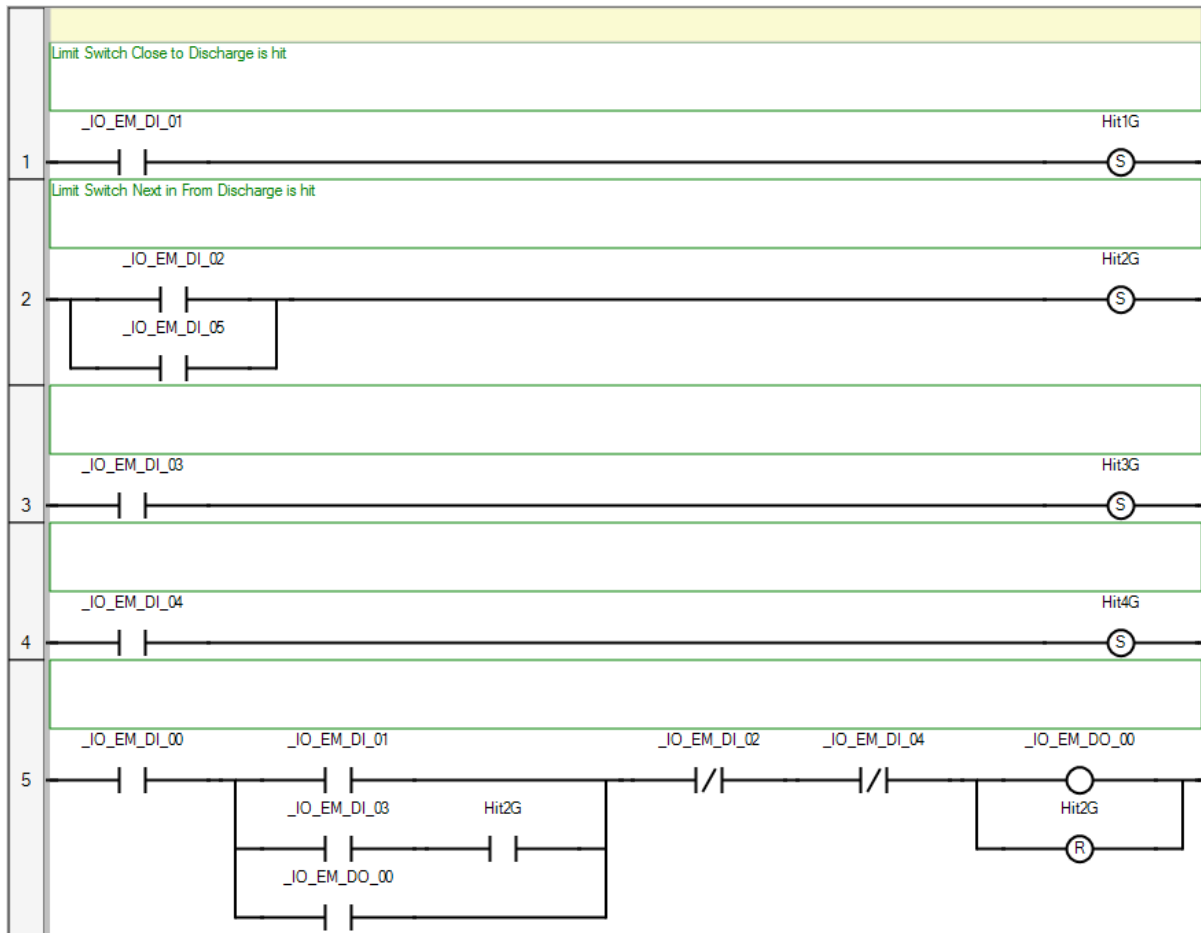 Limit Switch Close to Discharge is hit
_IO_EM_DI_01
Hit1G
1
S
Limit Switch Next in From Discharge is hit
_IO_EM_DI_02
Hit2G
2
S
_IO_EM_DI_05
_IO_EM_DI_03
Hit3G
3
S
_IO_EM_DI_04
Hit4G
4
S
_IO_EM_DI_00 _IO_EM_DI_01 _IO_EM_DI_02 _IO_EM_DI_04 _IO_EM_DO_00
5
_IO_EM_DI_03 Hit2G Hit2G
R
_IO_EM_DO_00